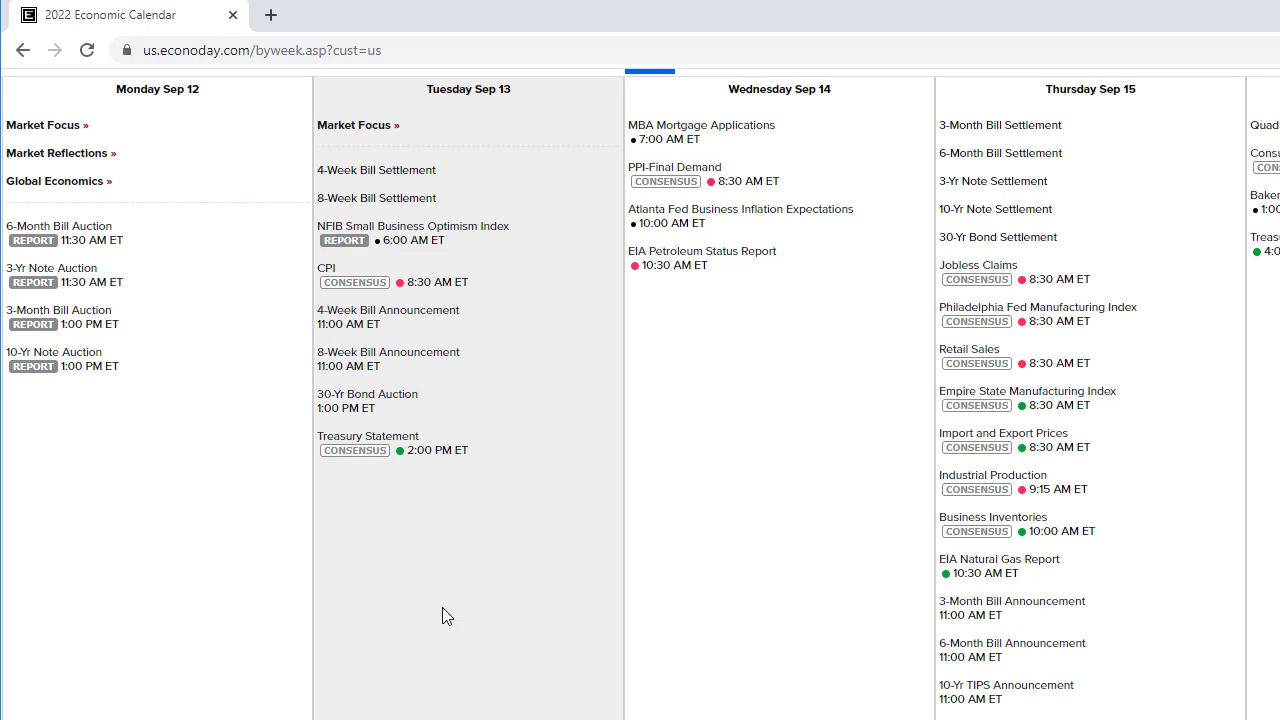 2022 Economic Calendar
us.econoday.com/byweek.asp?cust=us
Monday Sep 12
Market Focus »
Market Reflections »
Global Economics »
6-Month Bill Auction
REPORT 11:30 AM ET
3-Yr Note Auction
REPORT 11:30 AM ET
3-Month Bill Auction
REPORT 1:00 PM ET
10-Yr Note Auction
REPORT 1:00 PM ET
Tuesday Sep 13
Market Focus »
4-Week Bill Settlement
8-Week Bill Settlement
NFIB Small Business Optimism Index
REPORT 6:00 AM ET
CPI
CONSENSUS 8:30 AM ET
4-Week Bill Announcement
11:00 AM ET
8-Week Bill Announcement
11:00 AM ET
30-Yr Bond Auction
1:00 PM ET
Treasury Statement
CONSENSUS 2:00 PM ET
Wednesday Sep 14
MBA Mortgage Applications
7:00 AM ET
PPI-Final Demand
CONSENSUS 8:30 AM ET
Atlanta Fed Business Inflation Expectations
10:00 AM ET
EIA Petroleum Status Report
10:30 AM ET
Thursday Sep 15
3-Month Bill Settlement
6-Month Bill Settlement
3-Yr Note Settlement
10-Yr Note Settlement
30-Yr Bond Settlement
Jobless Claims
CONSENSUS 8:30 AM ET
Philadelphia Fed Manufacturing Index
CONSENSUS 8:30 AM ET
Retail Sales
CONSENSUS 8:30 AM ET
Empire State Manufacturing Index
CONSENSUS 8:30 AM ET
Import and Export Prices
CONSENSUS 8:30 AM ET
Industrial Production
CONSENSUS 9:15 AM ET
Business Inventories
CONSENSUS 10:00 AM ET
EIA Natural Gas Report
10:30 AM ET
3-Month Bill Announcement
11:00 AM ET
6-Month Bill Announcement
11:00 AM ET
10-Yr TIPS Announcement
11:00 AM ET
Quad